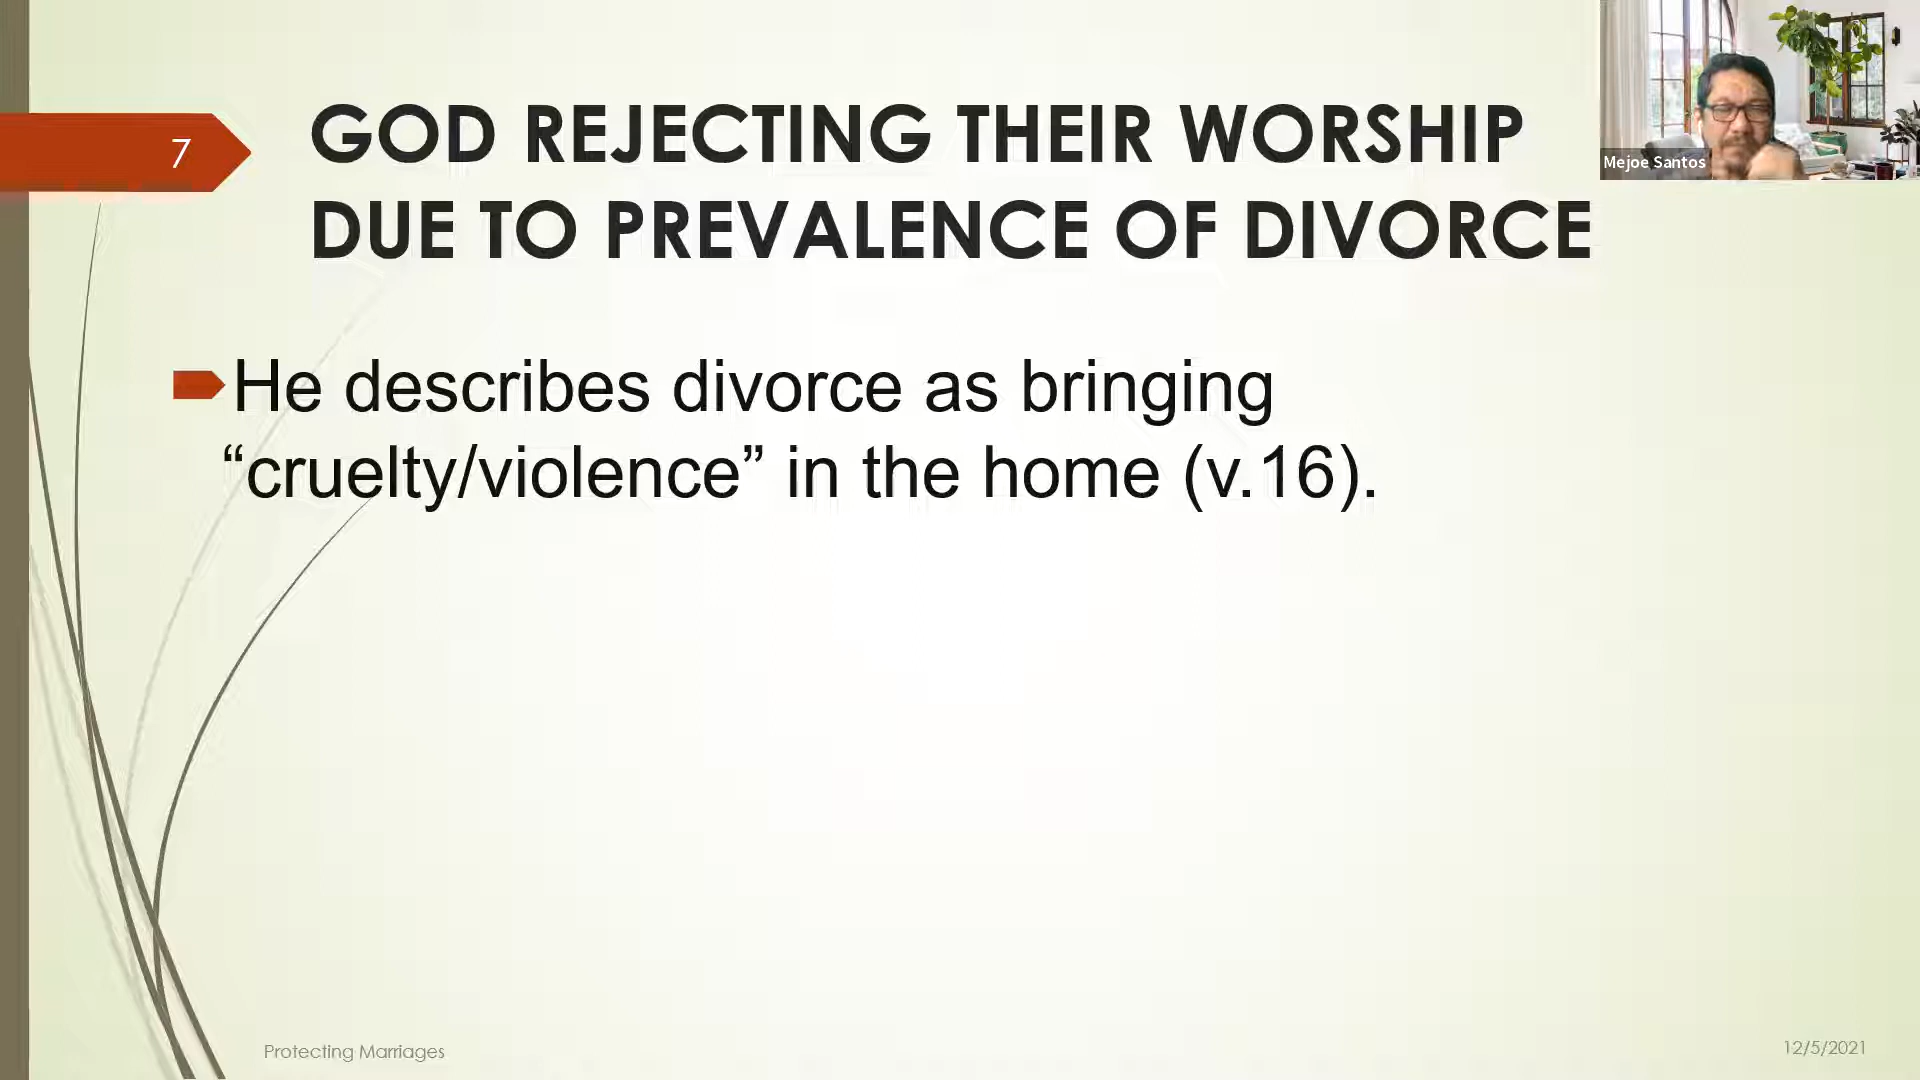 7
GOD REJECTING THEIR WORSHIP
DUE TO PREVALENCE OF DIVORCE
Mejoe Santos
He describes divorce as bringing
“cruelty/violence” in the home (v.16).
Protecting Marriages
12/5/2021